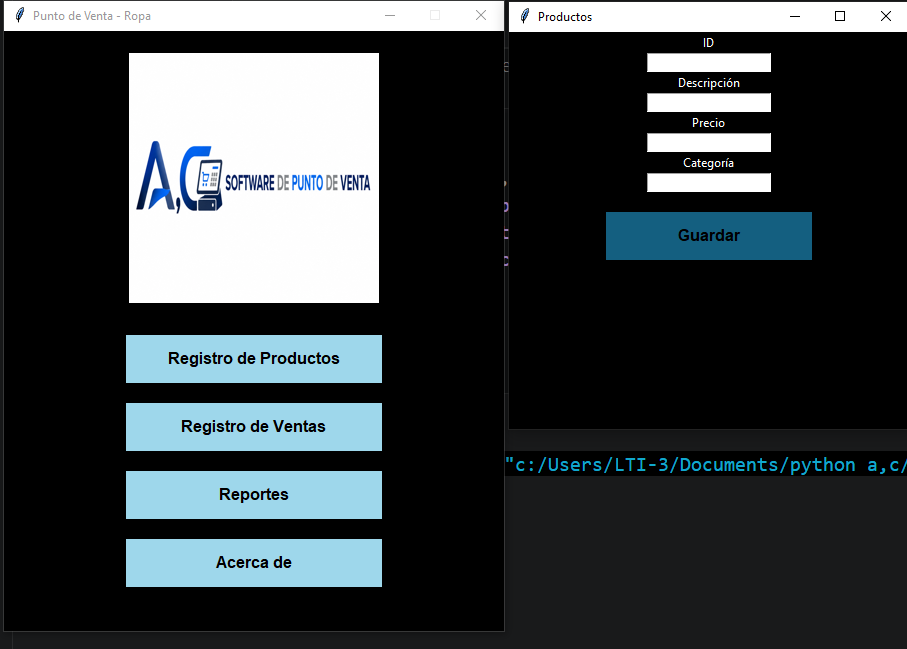 Punto de Venta - Ropa
A,C SOFTWARE DE PUNTO DE VENTA
Registro de Productos
Registro de Ventas
Reportes
Acerca de
Productos
ID
Descripción
Precio
Categoría
Guardar
"c:/Users/LTI-3/Documents/python a,c/